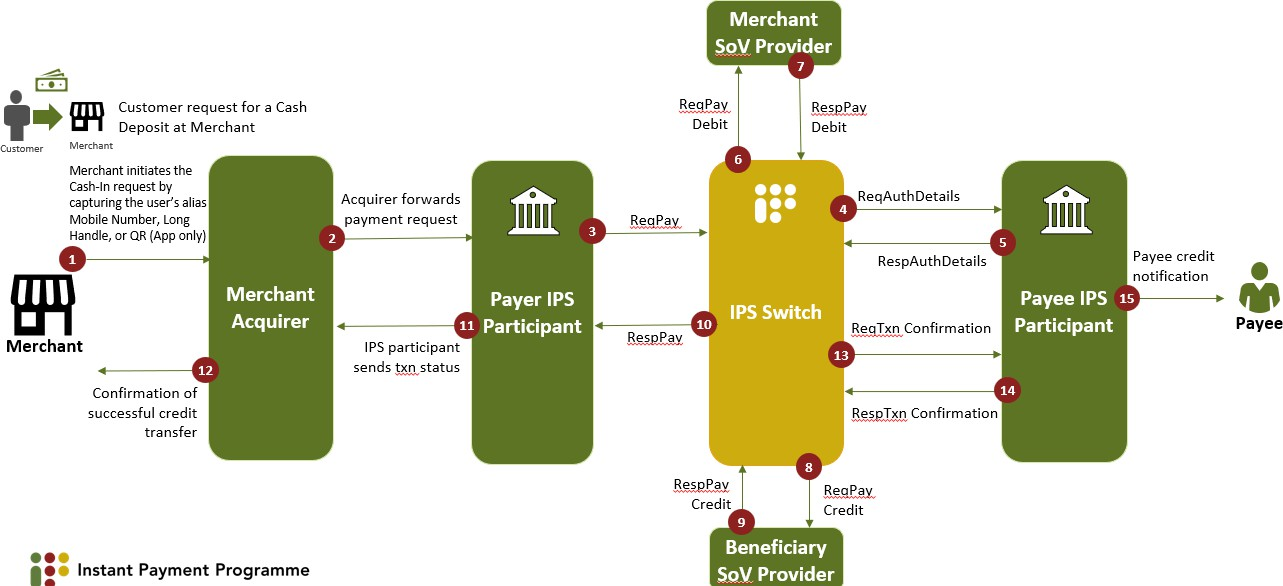 Merchant
SoV Provider
7
Customer request for a Cash
Deposit at Merchant
Customer
Merchant
ReqPay
Debit
RespPay
Debit
6
Merchant initiates the
Cash-In request by
capturing the user's alias
Mobile Number, Long
Handle, or QR (App only)
1
Merchant
Merchant
Acquirer
2
Acquirer forwards
payment request
3
ReqPay
4
ReqAuthDetails
5
RespAuthDetails
Payer IPS
Participant
IPS Switch
Payee IPS
Participant
Payee credit
notification
15
Payee
11
IPS participant
sends txn status
10
RespPay
ReqTxn Confirmation
13
14
RespTxn Confirmation
12
Confirmation of
successful credit
transfer
8
RespPay
Credit
ReqPay
Credit
9
Beneficiary
SoV Provider
Instant Payment Programme